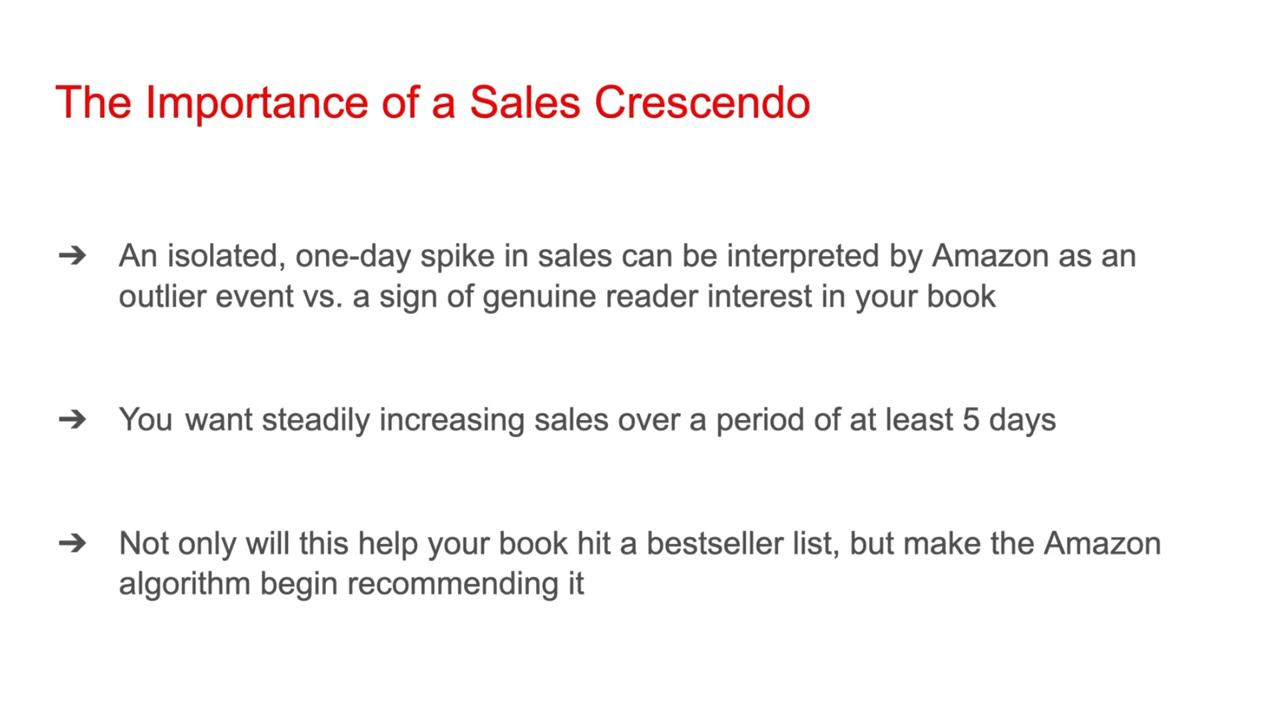 The Importance of a Sales Crescendo
➔ An isolated, one-day spike in sales can be interpreted by Amazon as an
outlier event vs. a sign of genuine reader interest in your book
➔ You want steadily increasing sales over a period of at least 5 days
➔ Not only will this help your book hit a bestseller list, but make the Amazon
algorithm begin recommending it